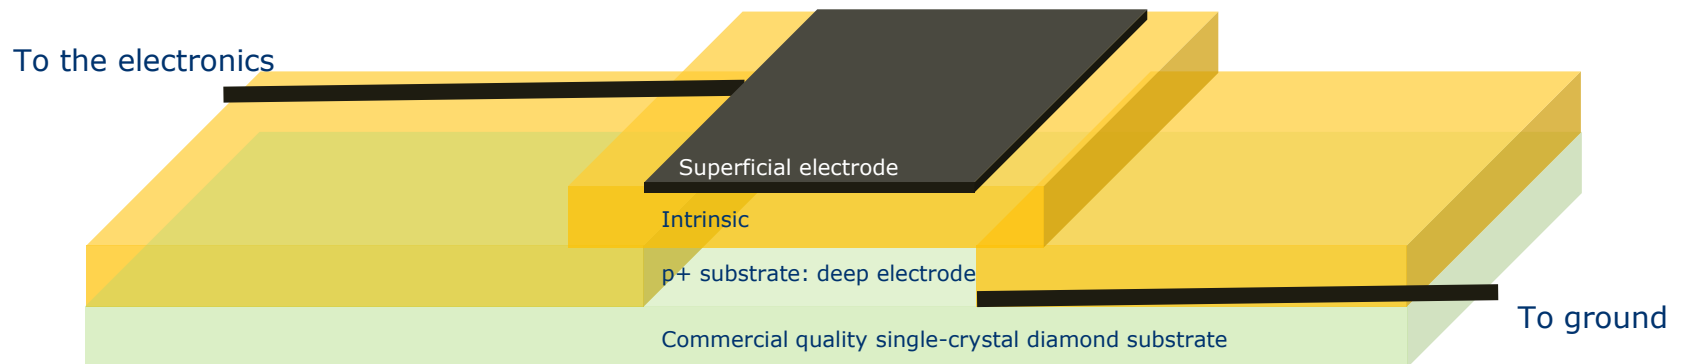 To the electronics
Superficial electrode
Intrinsic
p+ substrate: deep electrode
To ground
Commercial quality single-crystal diamond substrate